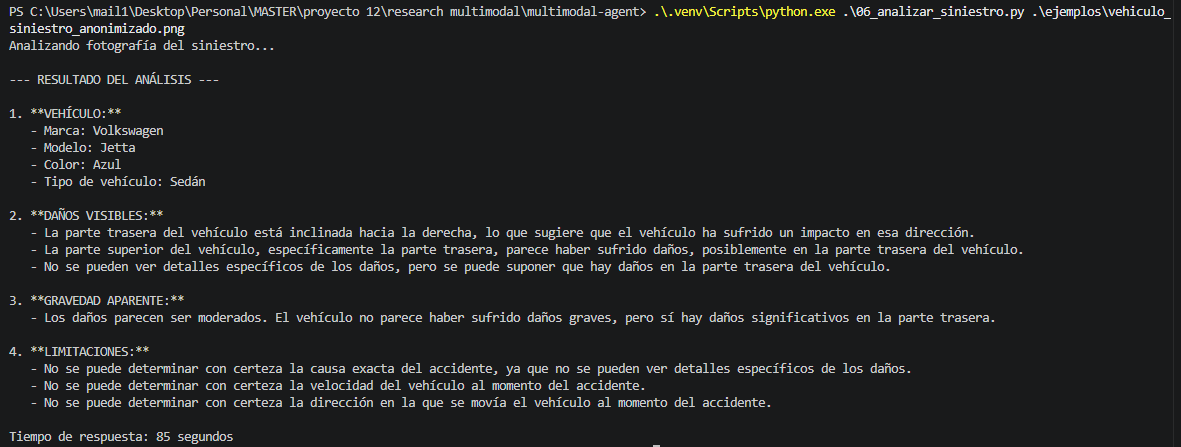 PS C:\Users\mail1\Desktop\Personal\MASTER\proyecto 12\research multimodal\multimodal-agent> .\.venv\Scripts\python.exe .\06_analizar_siniestro.py .\ejemplos\vehiculo_
siniestro_anonimizado.png
Analizando fotografía del siniestro...
--- RESULTADO DEL ANÁLISIS ---
1. **VEHÍCULO:**
- Marca: Volkswagen
- Modelo: Jetta
- Color: Azul
- Tipo de vehículo: Sedán
2. **DAÑOS VISIBLES:**
- La parte trasera del vehículo está inclinada hacia la derecha, lo que sugiere que el vehículo ha sufrido un impacto en esa dirección.
- La parte superior del vehículo, específicamente la parte trasera, parece haber sufrido daños, posiblemente en la parte trasera del vehículo.
- No se pueden ver detalles específicos de los daños, pero se puede suponer que hay daños en la parte trasera del vehículo.
3. **GRAVEDAD APARENTE:**
- Los daños parecen ser moderados. El vehículo no parece haber sufrido daños graves, pero sí hay daños significativos en la parte trasera.
4. **LIMITACIONES:**
- No se puede determinar con certeza la causa exacta del accidente, ya que no se pueden ver detalles específicos de los daños.
- No se puede determinar con certeza la velocidad del vehículo al momento del accidente.
- No se puede determinar con certeza la dirección en la que se movía el vehículo al momento del accidente.
Tiempo de respuesta: 85 segundos